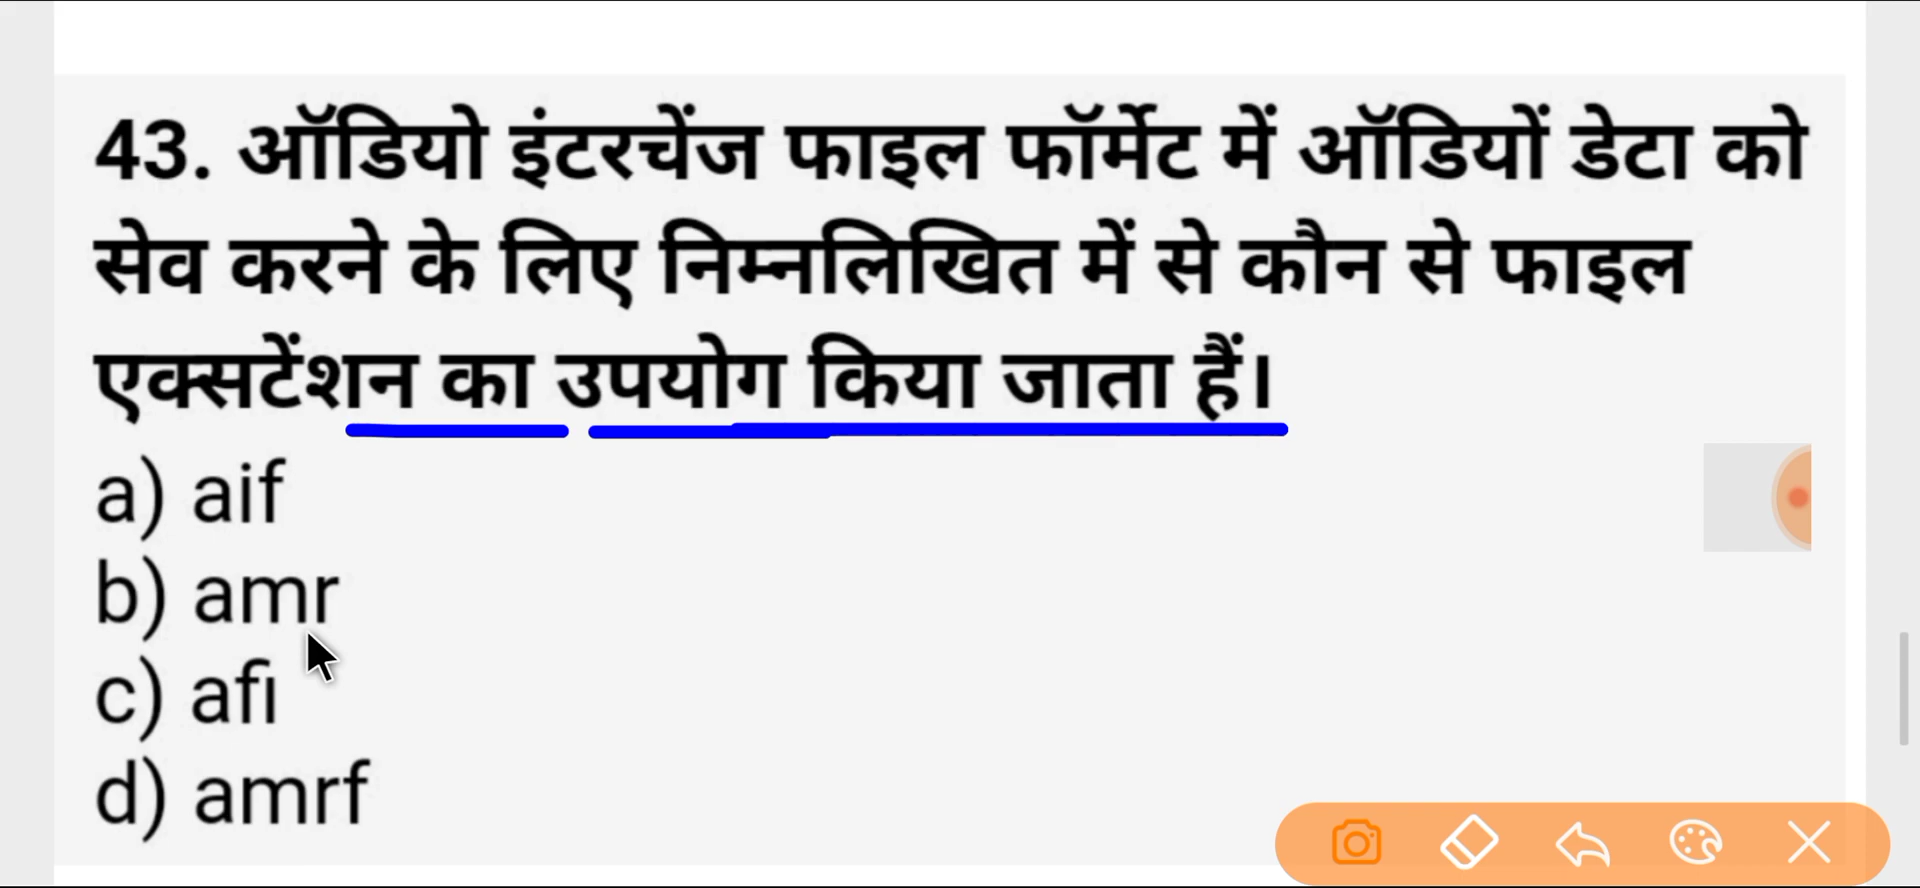 43. ऑडियो इंटरचेंज फाइल फॉर्मेट में ऑडियों डेटा को
सेव करने के लिए निम्नलिखित में से कौन से फाइल
एक्सटेंशन का उपयोग किया जाता हैं।
a) aif
b) amr
c) afi
d) amrf